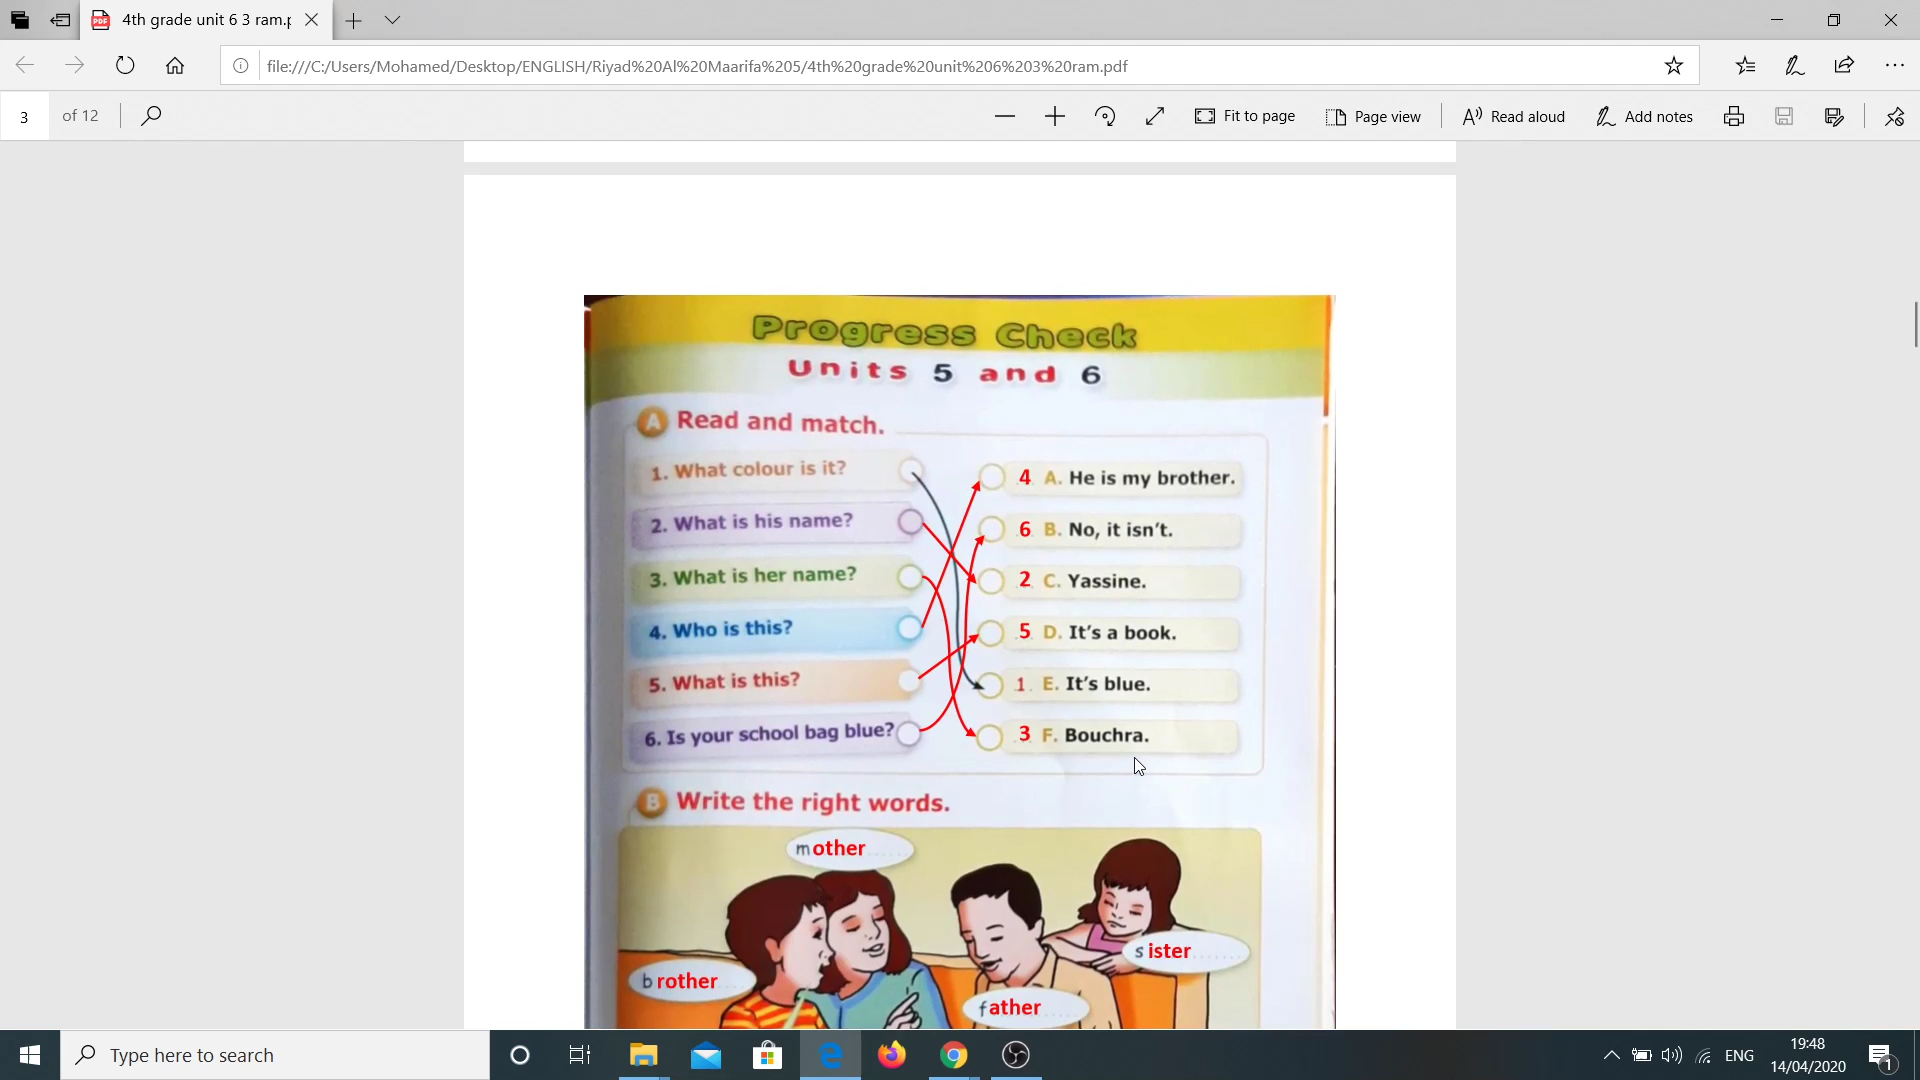 4th grade unit 6 3 ram.p
file:///C:/Users/Mohamed/Desktop/ENGLISH/Riyad%20Al%20Maarifa%205/4th%20grade%20unit%206%203%20ram.pdf
3 of 12
Fit to page
Page view
Read aloud
Add notes
Progress Check
Units 5 and 6
A Read and match.
1. What colour is it?
2. What is his name?
3. What is her name?
4. Who is this?
5. What is this?
6. Is your school bag blue?
4 A. He is my brother.
6 B. No, it isn't.
2 C. Yassine.
5 D. It's a book.
1 E. It's blue.
3 F. Bouchra.
B Write the right words.
mother
sister
brother
father
Type here to search
ENG
19:48
14/04/2020
1